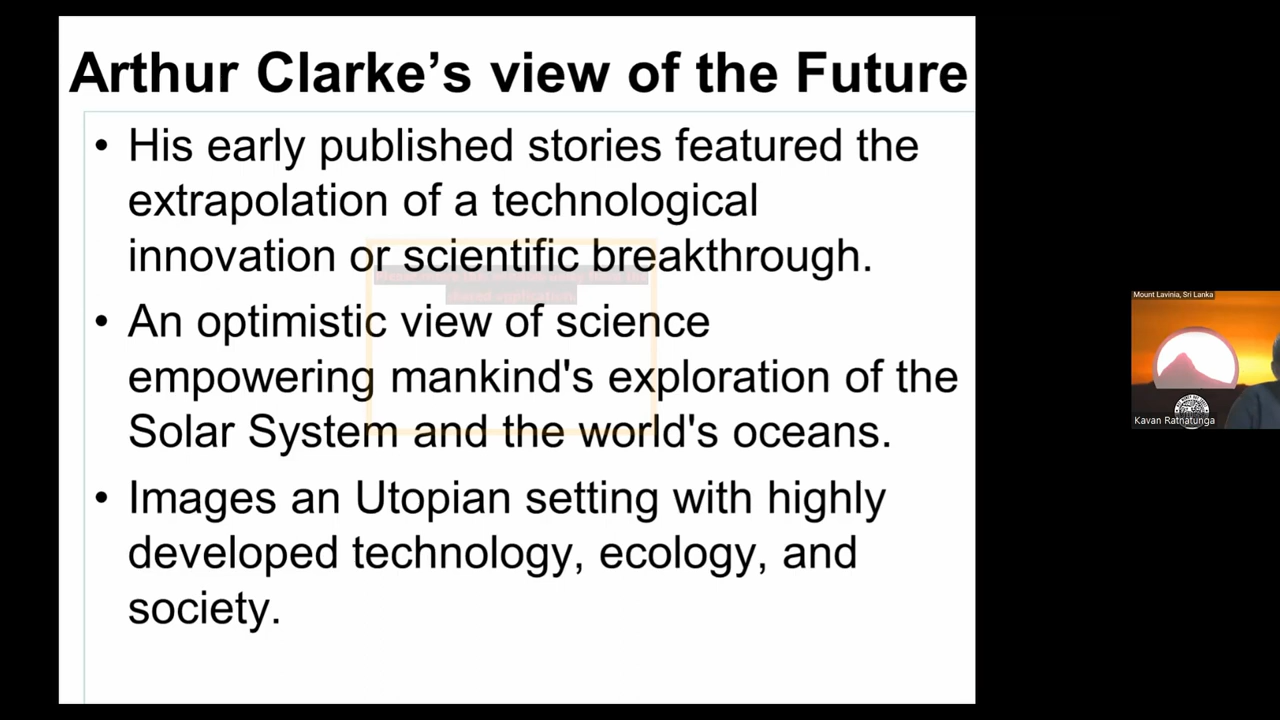 Arthur Clarke’s view of the Future
• His early published stories featured the
extrapolation of a technological
innovation or scientific breakthrough.
• An optimistic view of science
empowering mankind's exploration of the
Solar System and the world's oceans.
• Images an Utopian setting with highly
developed technology, ecology, and
society.
Mount Lavinia, Sri Lanka
Kavan Ratnatunga